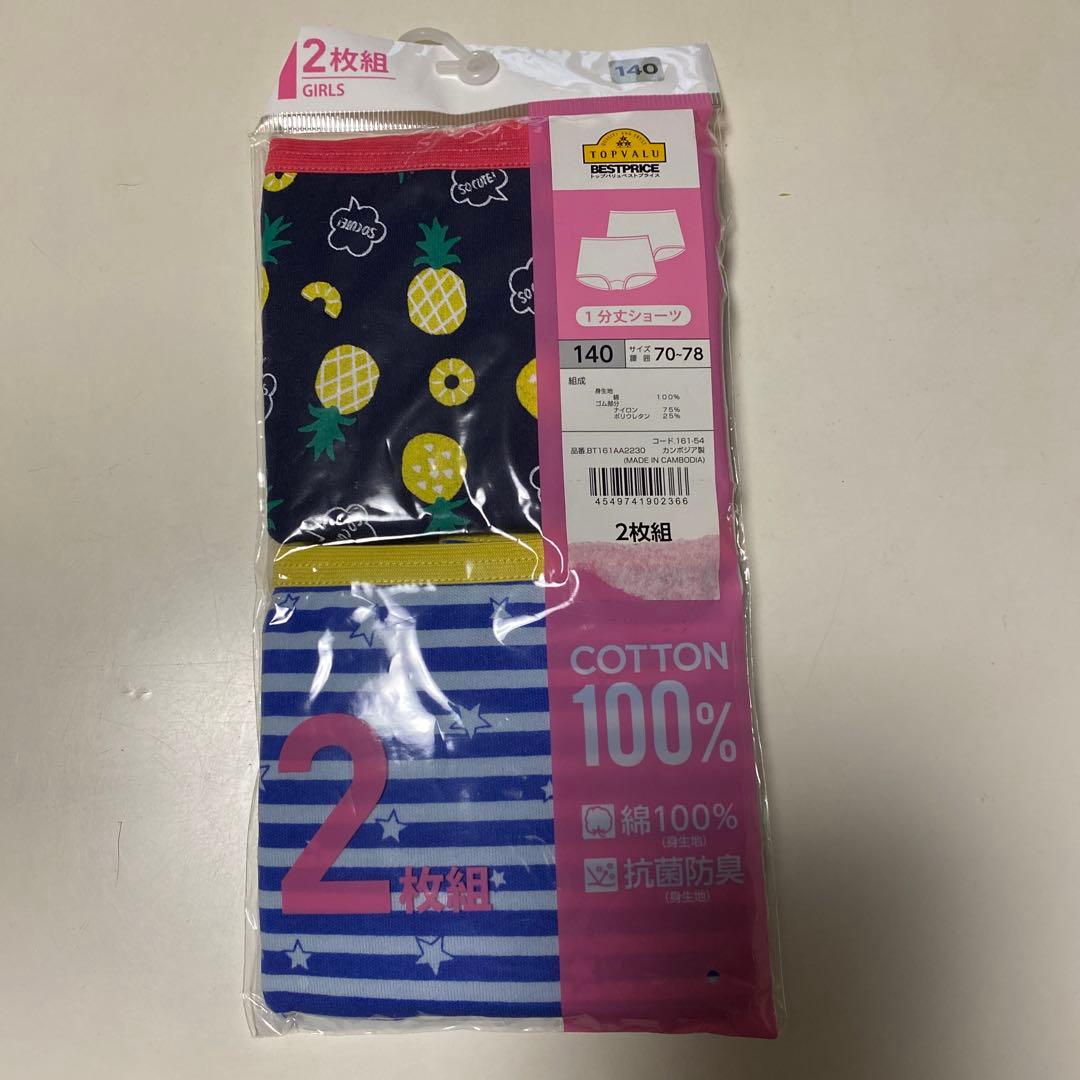 2枚組
GIRLS
140
QUALITY AND PRICE
TOPVALU
BESTPRICE
トップバリュベストプライス
SO CUTE!
SO CUTE!
1分丈ショーツ
140 サイズ 腰囲 70~78
組成
身生地
綿 100%
ゴム部分
ナイロン 75%
ポリウレタン 25%
コード.161-54
品番.BT161AA2230 カンボジア製
(MADE IN CAMBODIA)
4549741902366
2枚組
COTTON
100%
綿100%
(身生地)
抗菌防臭
(身生地)
2
枚組